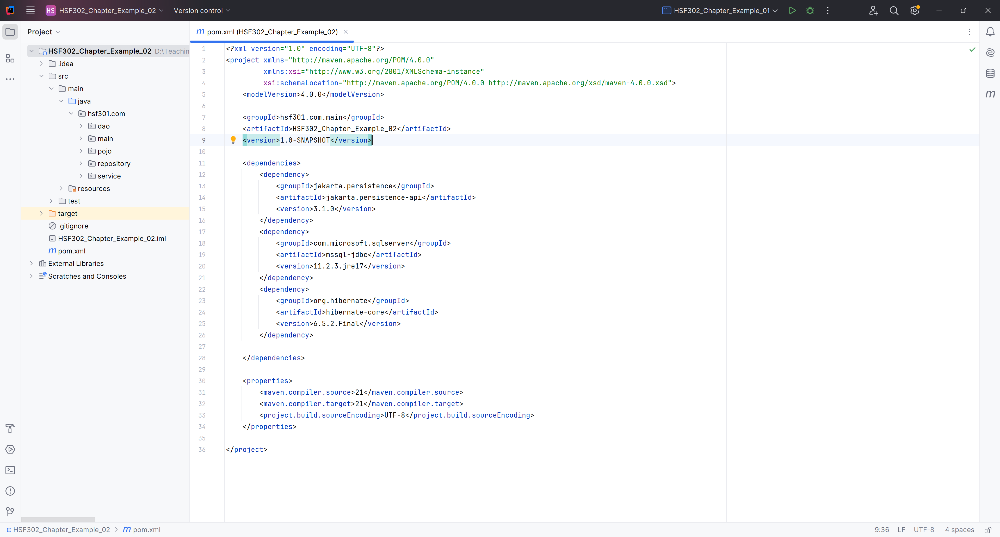 HS HSF302_Chapter_Example_02 Version control HSF302_Chapter_Example_01
Project
HSF302_Chapter_Example_02 D:\Teachin
.idea
src
main
java
hsf301.com
dao
main
pojo
repository
service
resources
test
target
.gitignore
HSF302_Chapter_Example_02.iml
m pom.xml
External Libraries
Scratches and Consoles
m pom.xml (HSF302_Chapter_Example_02)
1 <?xml version="1.0" encoding="UTF-8"?>
2 <project xmlns="http://maven.apache.org/POM/4.0.0"
3 xmlns:xsi="http://www.w3.org/2001/XMLSchema-instance"
4 xsi:schemaLocation="http://maven.apache.org/POM/4.0.0 http://maven.apache.org/xsd/maven-4.0.0.xsd">
5 <modelVersion>4.0.0</modelVersion>
6
7 <groupId>hsf301.com.main</groupId>
8 <artifactId>HSF302_Chapter_Example_02</artifactId>
9 <version>1.0-SNAPSHOT</version>
10
11 <dependencies>
12 <dependency>
13 <groupId>jakarta.persistence</groupId>
14 <artifactId>jakarta.persistence-api</artifactId>
15 <version>3.1.0</version>
16 </dependency>
17 <dependency>
18 <groupId>com.microsoft.sqlserver</groupId>
19 <artifactId>mssql-jdbc</artifactId>
20 <version>11.2.3.jre17</version>
21 </dependency>
22 <dependency>
23 <groupId>org.hibernate</groupId>
24 <artifactId>hibernate-core</artifactId>
25 <version>6.5.2.Final</version>
26 </dependency>
27
28 </dependencies>
29
30 <properties>
31 <maven.compiler.source>21</maven.compiler.source>
32 <maven.compiler.target>21</maven.compiler.target>
33 <project.build.sourceEncoding>UTF-8</project.build.sourceEncoding>
34 </properties>
35
36 </project>
m
HSF302_Chapter_Example_02 > m pom.xml 9:36 LF UTF-8 4 spaces